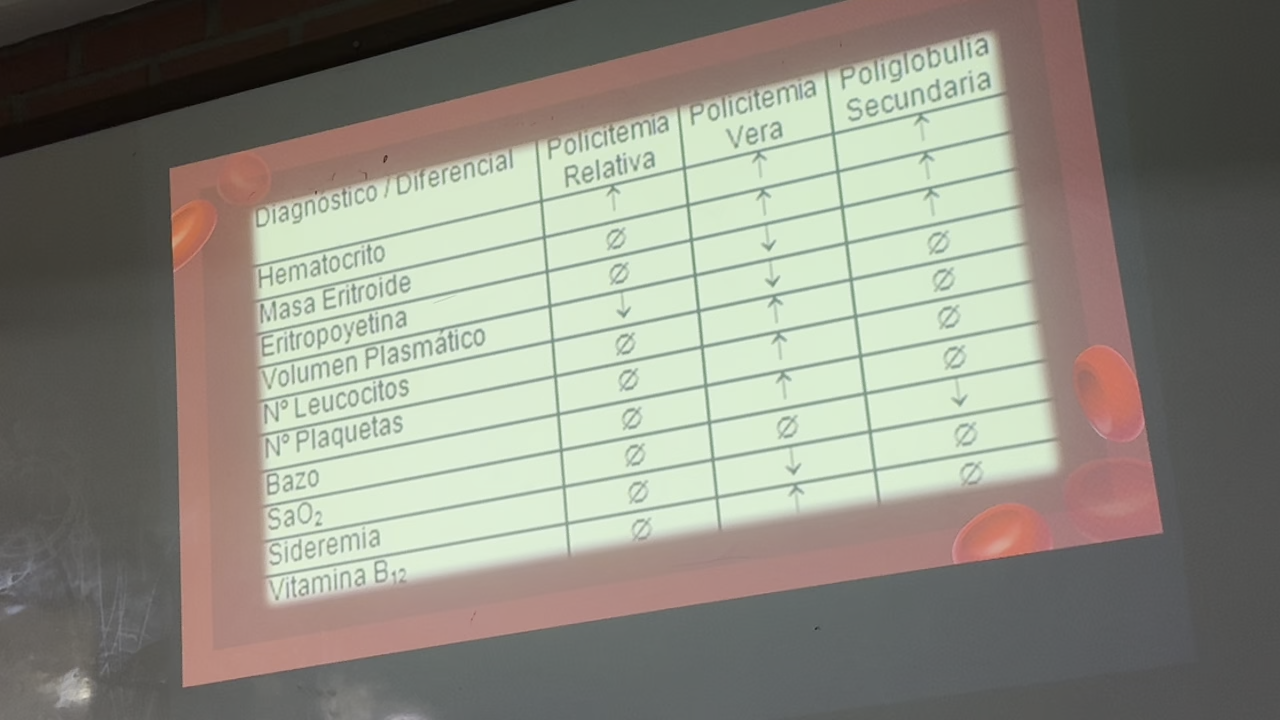 Diagnóstico / Diferencial Policitemia Relativa Policitemia Vera Poliglobulia Secundaria
Hematocrito ↑ ↑ ↑
Masa Eritroide Ø ↑ ↑
Eritropoyetina Ø ↓ ↑
Volumen Plasmático ↓ ↓ Ø
Nº Leucocitos Ø ↑ Ø
Nº Plaquetas Ø ↑ Ø
Bazo Ø ↑ Ø
SaO₂ Ø Ø ↓
Sideremia Ø ↓ Ø
Vitamina B₁₂ Ø ↑ Ø